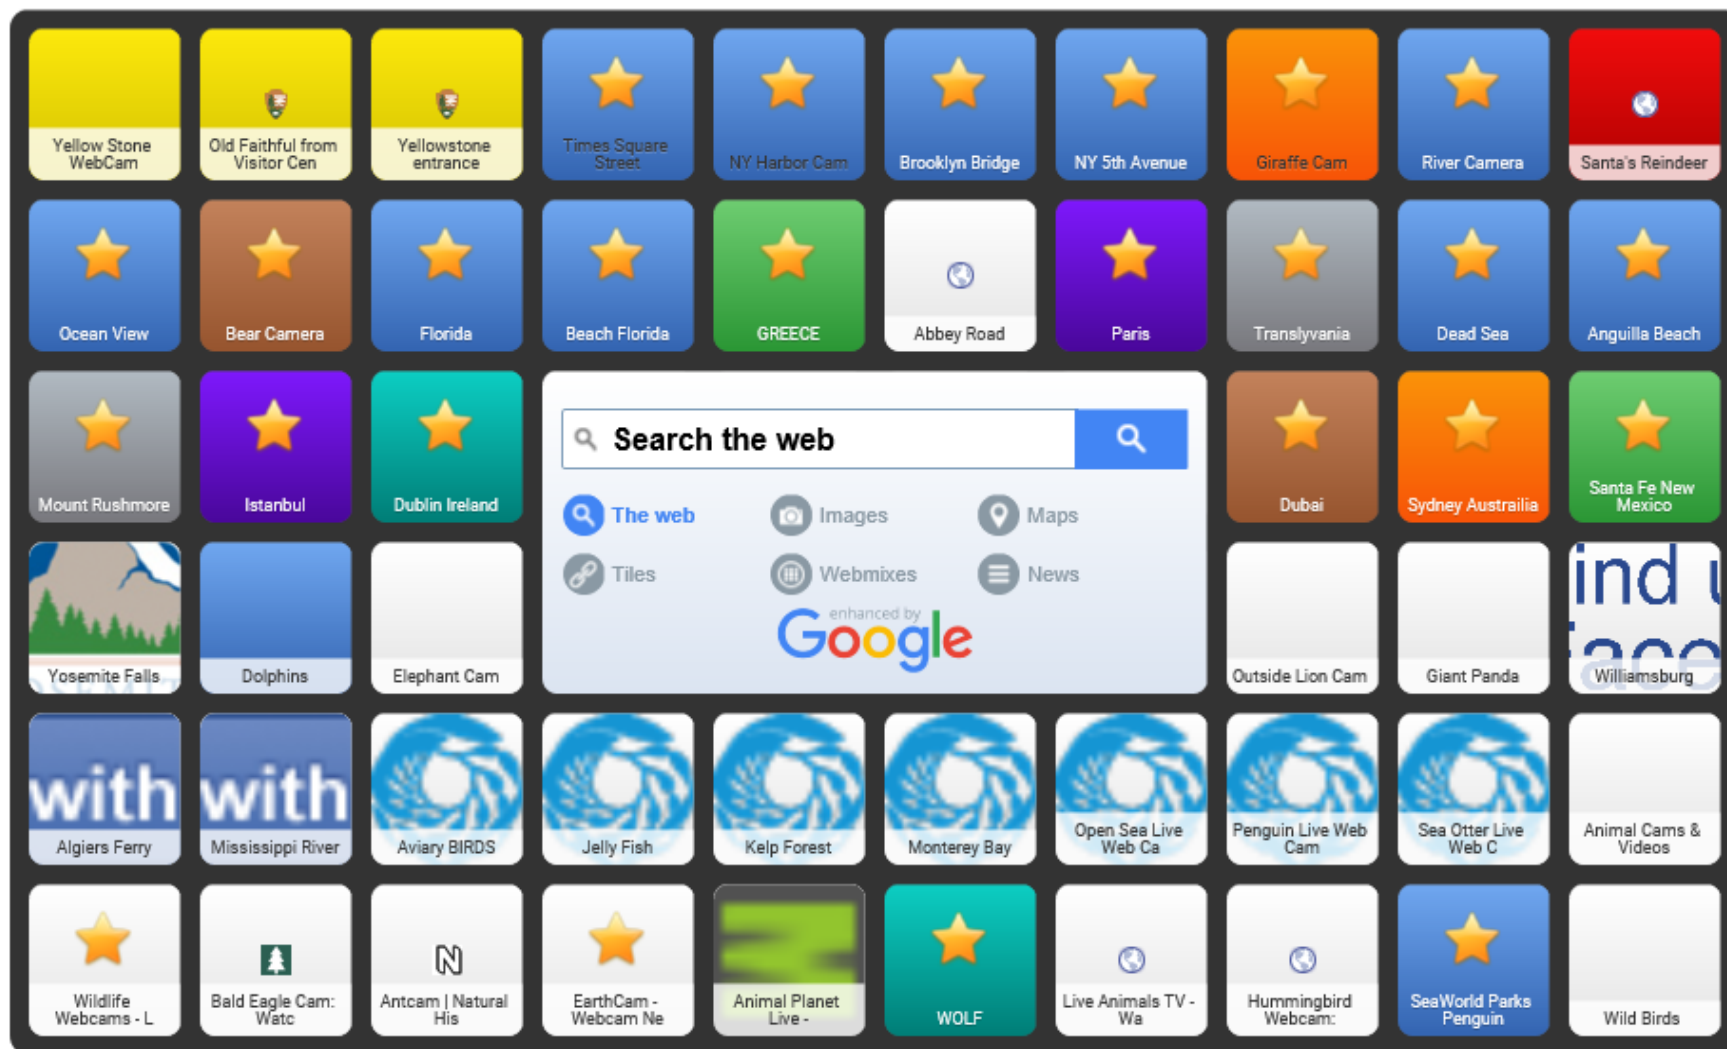 Yellow Stone
WebCam
Old Faithful from
Visitor Cen
Yellowstone
entrance
Times Square
Street
NY Harbor Cam
Brooklyn Bridge
NY 5th Avenue
Giraffe Cam
River Camera
Santa's Reindeer
Ocean View
Bear Camera
Florida
Beach Florida
GREECE
Abbey Road
Paris
Translyvania
Dead Sea
Anguilla Beach
Mount Rushmore
Istanbul
Dublin Ireland
Search the web
The web
Images
Maps
Tiles
Webmixes
News
enhanced by
Google
Dubai
Sydney Austrailia
Santa Fe New
Mexico
Yosemite Falls
Dolphins
Elephant Cam
Outside Lion Cam
Giant Panda
ind
Williamsburg
with
Algiers Ferry
with
Mississippi River
Aviary BIRDS
Jelly Fish
Kelp Forest
Monterey Bay
Open Sea Live
Web Ca
Penguin Live Web
Cam
Sea Otter Live
Web C
Animal Cams &
Videos
Wildlife
Webcams - L
Bald Eagle Cam:
Watc
N
Antcam | Natural
His
EarthCam -
Webcam Ne
Animal Planet
Live -
WOLF
Live Animals TV -
Wa
Hummingbird
Webcam:
SeaWorld Parks
Penguin
Wild Birds